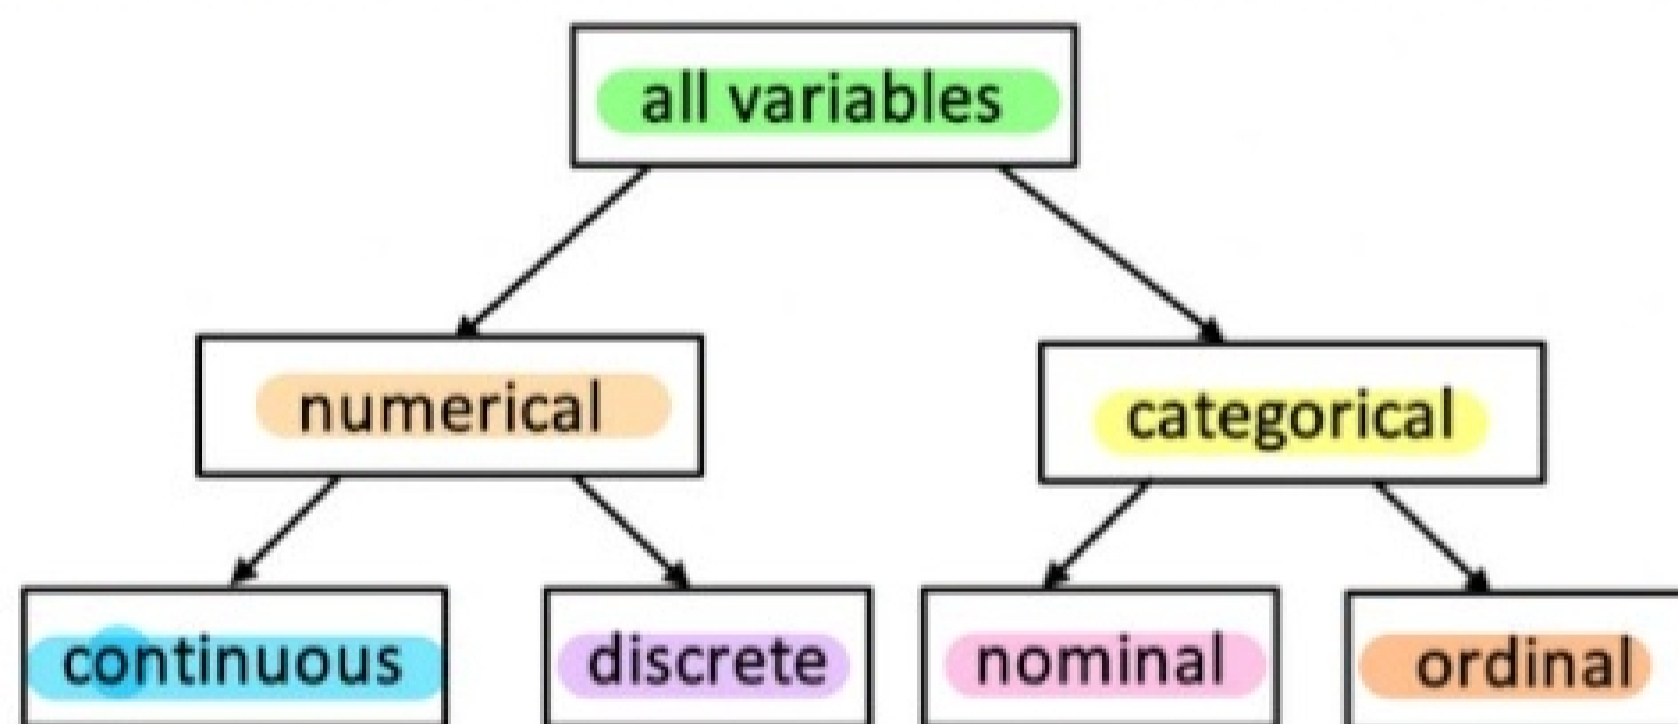 all variables
numerical
categorical
continuous
discrete
nominal
ordinal